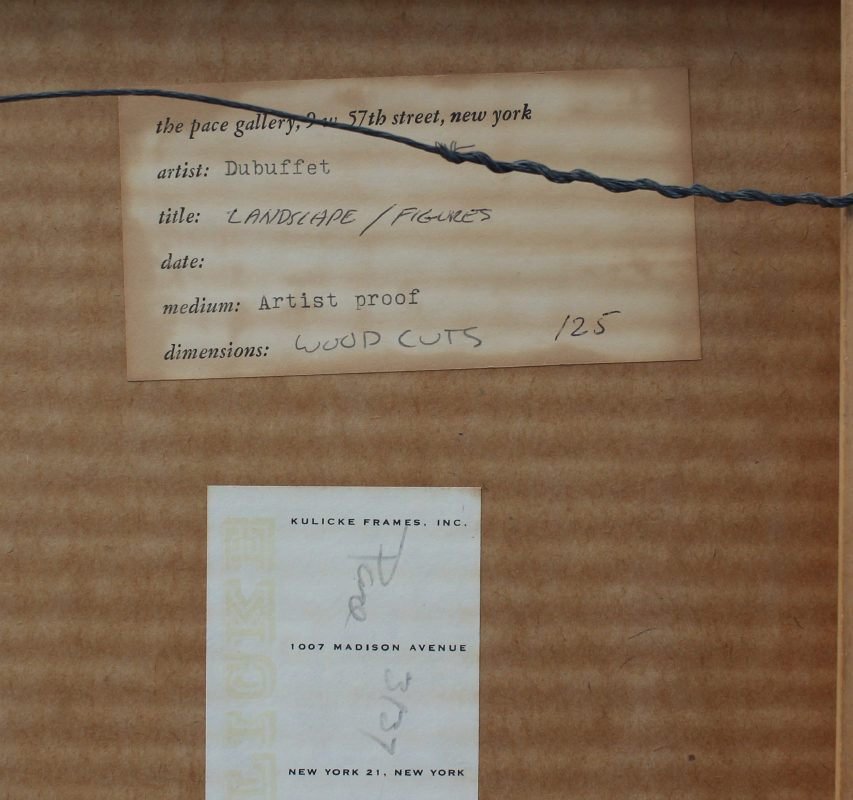 the pace gallery, 9 w. 57th street, new york
artist: Dubuffet
title: LANDSCAPE / FIGURES
date:
medium: Artist proof
dimensions: WOOD CUTS /25
KULICKE FRAMES, INC.
Pace
1007 MADISON AVENUE
3137
NEW YORK 21, NEW YORK